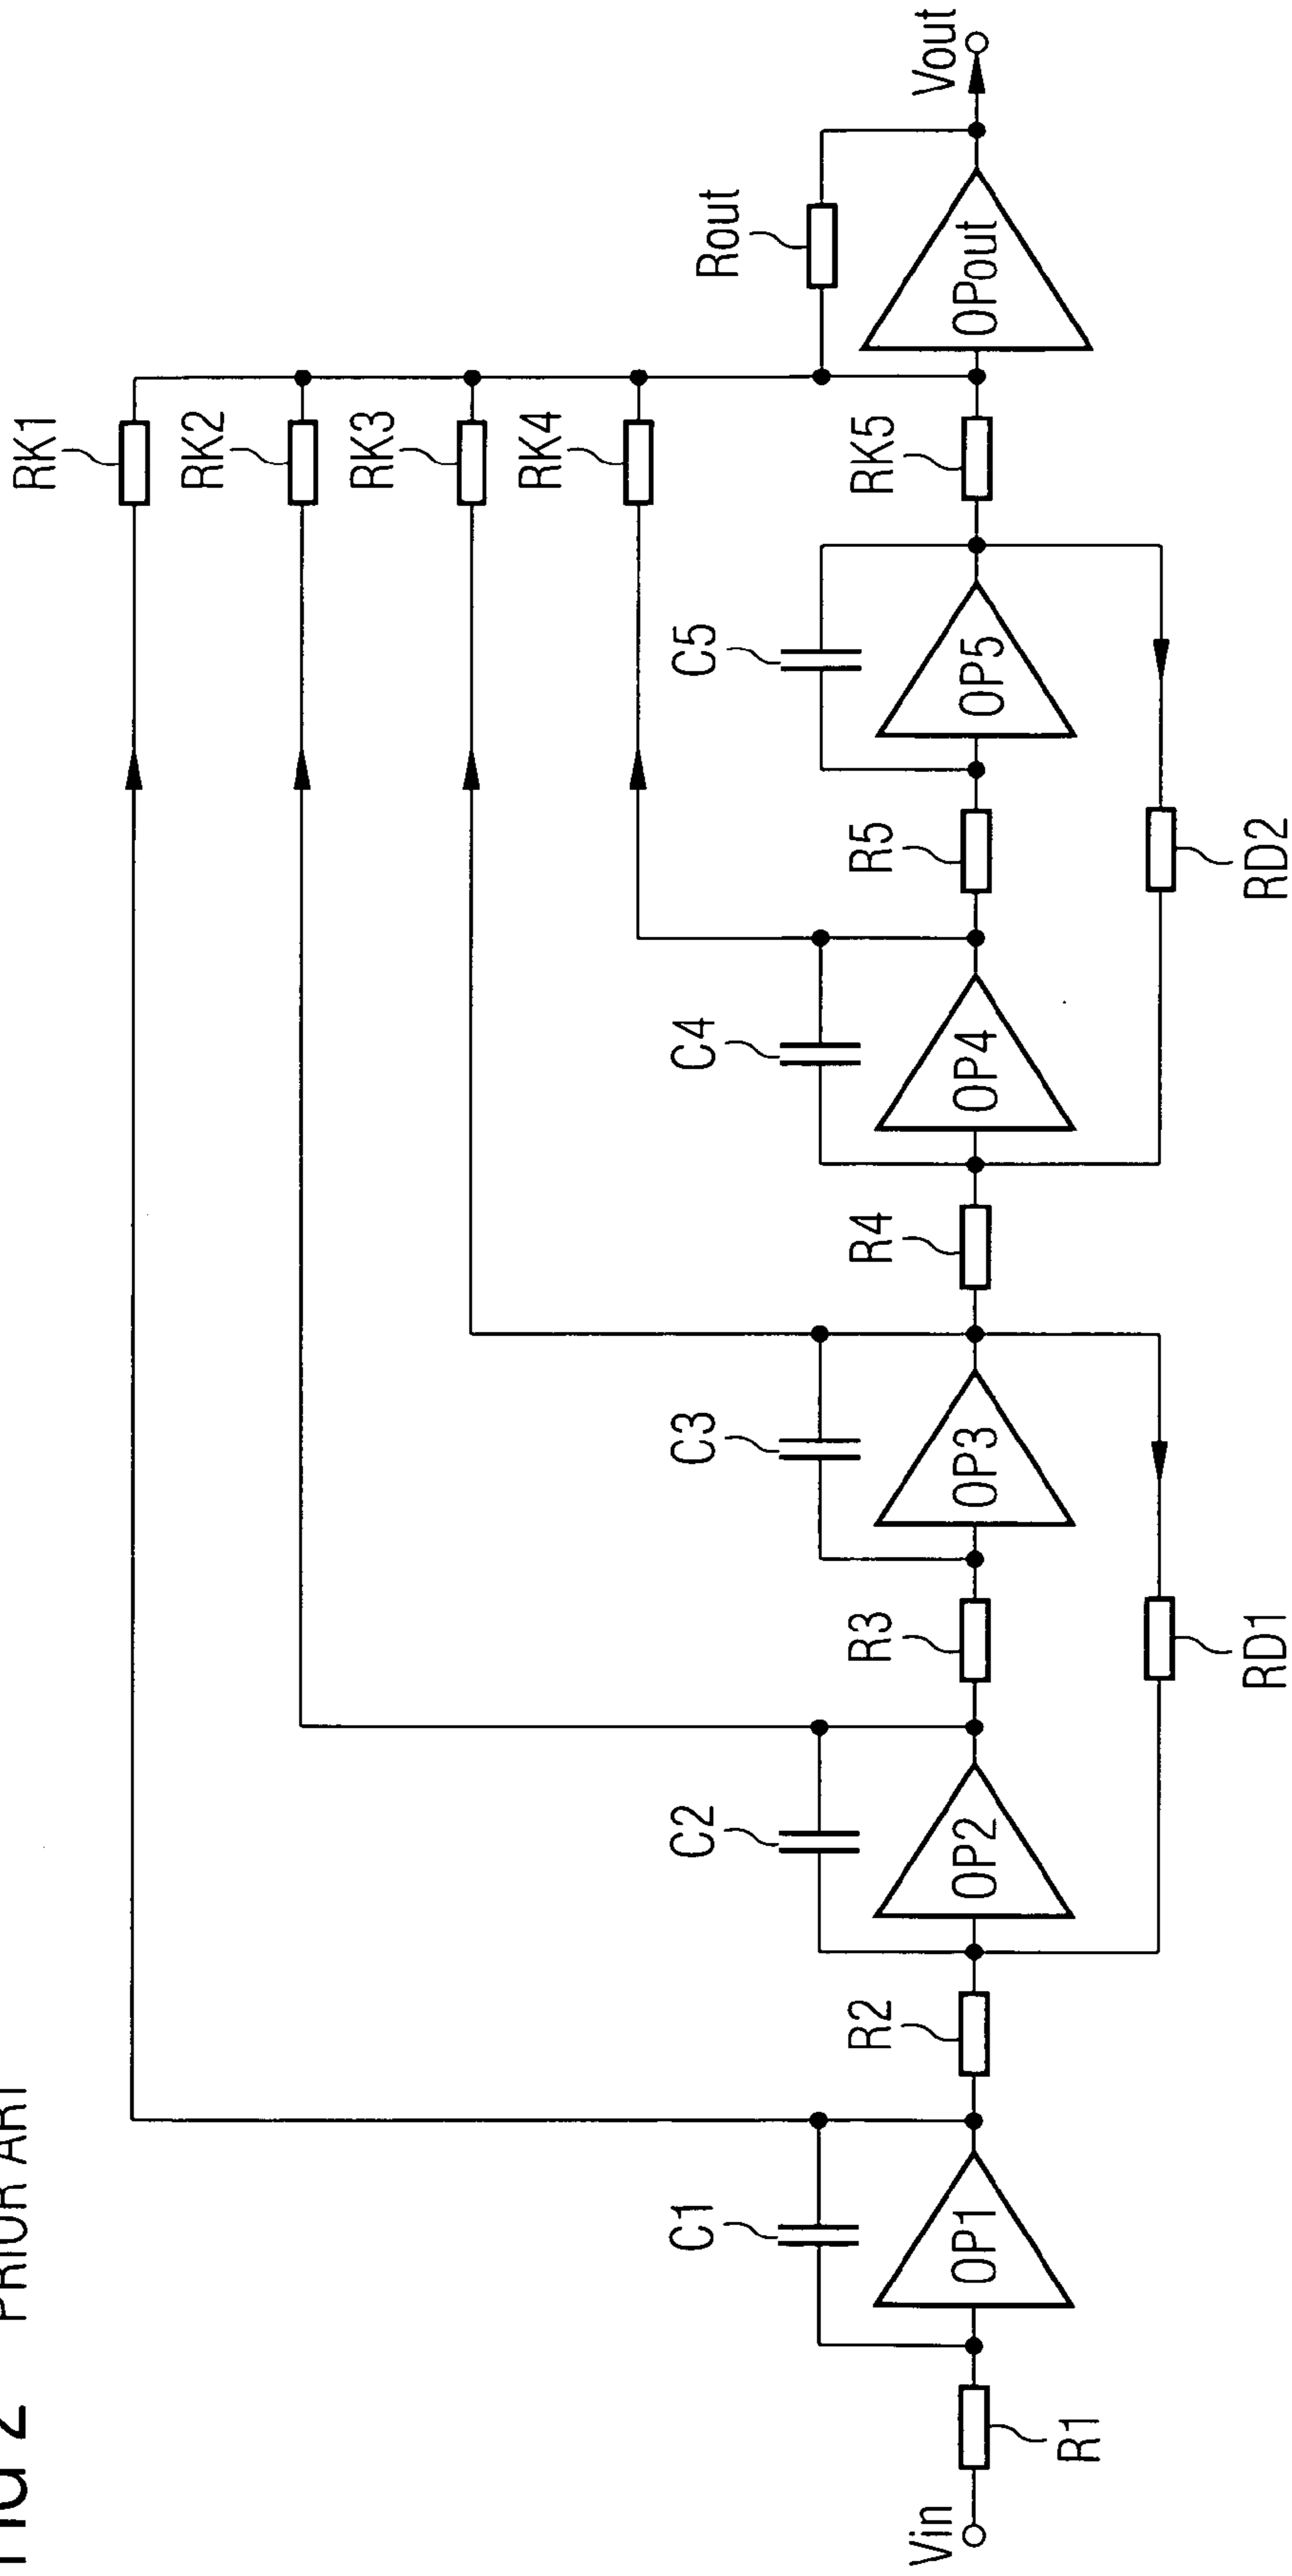 FIG 2 PRIOR ART
RK1
RK2
RK3
RK4
Rout
Vout
C1
C2
C3
C4
C5
Vin
R1
OP1
R2
OP2
R3
OP3
R4
OP4
R5
OP5
RK5
OPout
RD1
RD2